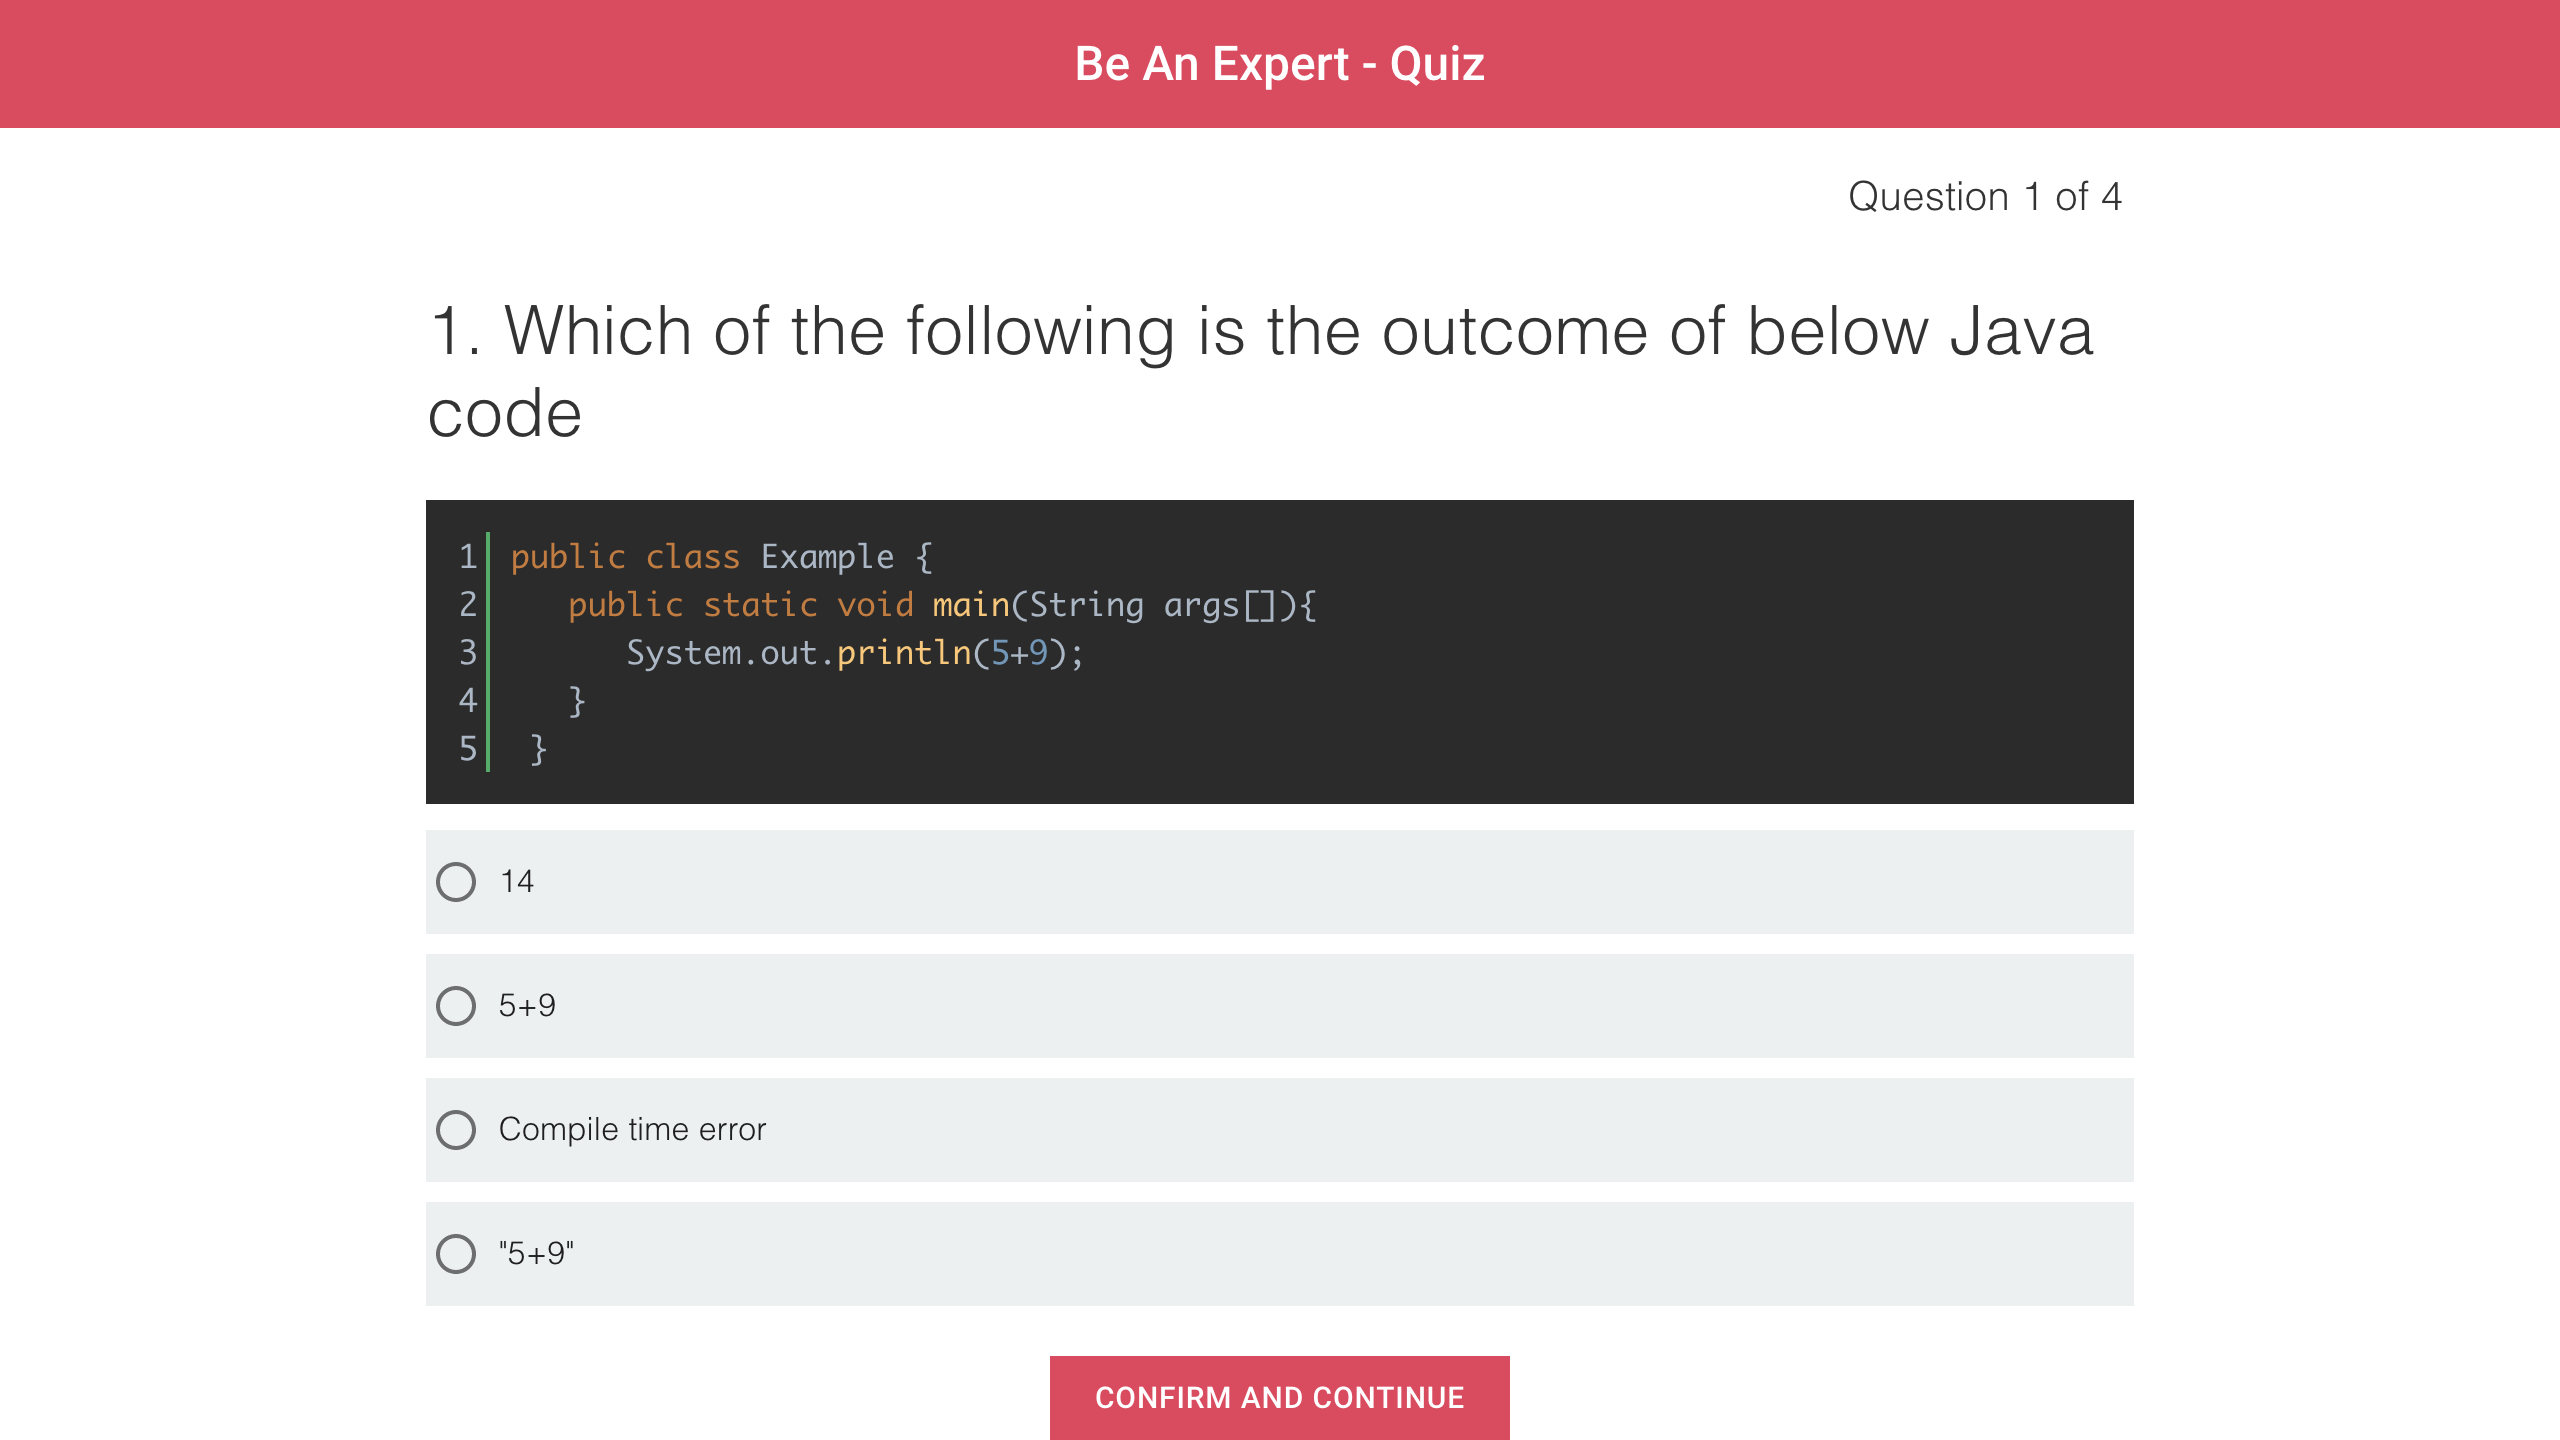 Be An Expert - Quiz
Question 1 of 4
1. Which of the following is the outcome of below Java
code
1 public class Example {
2    public static void main(String args[]){
3       System.out.println(5+9);
4    }
5  }
14
5+9
Compile time error
"5+9"
CONFIRM AND CONTINUE